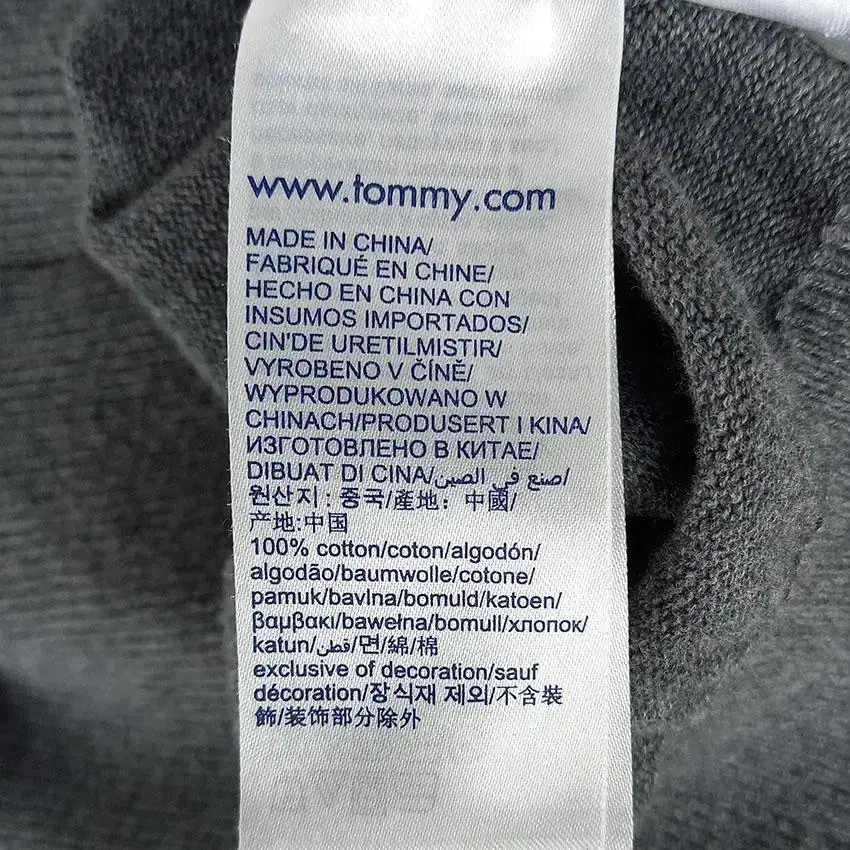 www.tommy.com
MADE IN CHINA/
FABRIQUÉ EN CHINE/
HECHO EN CHINA CON
INSUMOS IMPORTADOS/
CIN'DE URETILMISTIR/
VYROBENO V ČÍNĚ/
WYPRODUKOWANO W
CHINACH/PRODUSERT I KINA/
ИЗГОТОВЛЕНО В КИТАЕ/
DIBUAT DI CINA/صنع في الصين/
원산지 : 중국/產地： 中國/
产地:中国
100% cotton/coton/algodón/
algodão/baumwolle/cotone/
pamuk/bavlna/bomuld/katoen/
βαμβακι/bawełna/bomull/хлопок/
katun/قطن/면/綿/棉
exclusive of decoration/sauf
décoration/장식재 제외/不含裝
飾/装饰部分除外